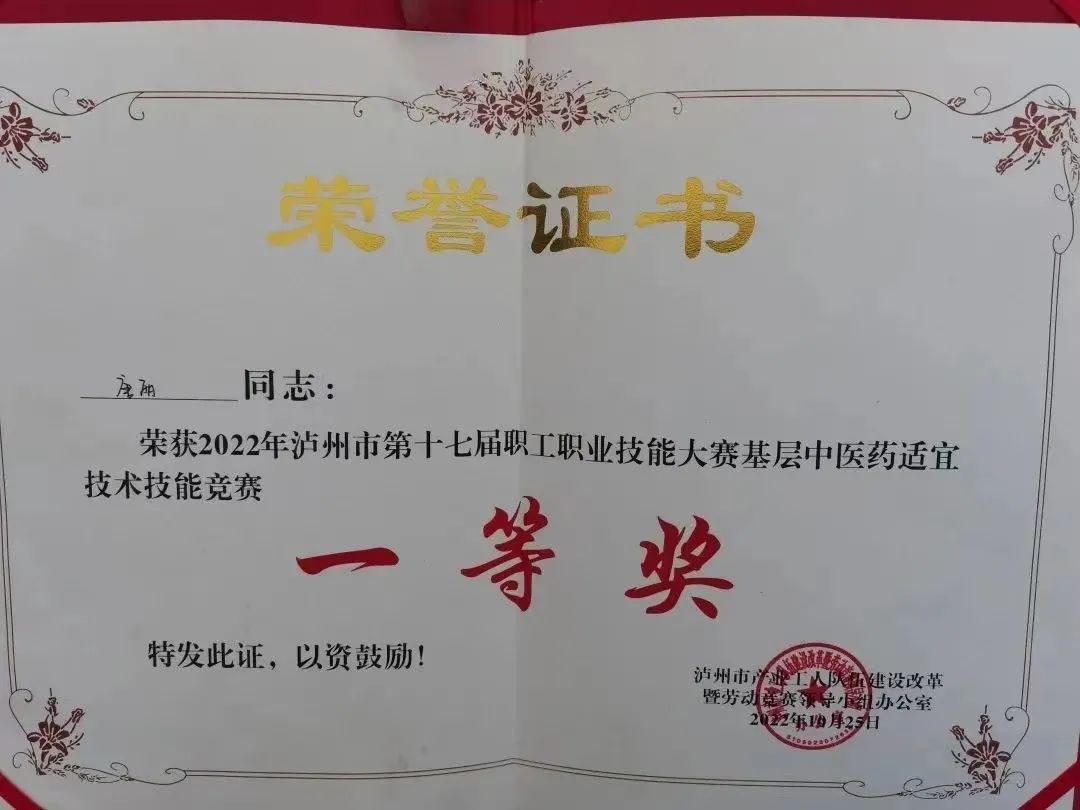 荣誉证书
唐丽 同志：
荣获2022年泸州市第十七届职工职业技能大赛基层中医药适宜
技术技能竞赛
一等奖
特发此证，以资鼓励！
泸州市产业工人队伍建设改革
暨劳动竞赛领导小组办公室
2022年10月25日